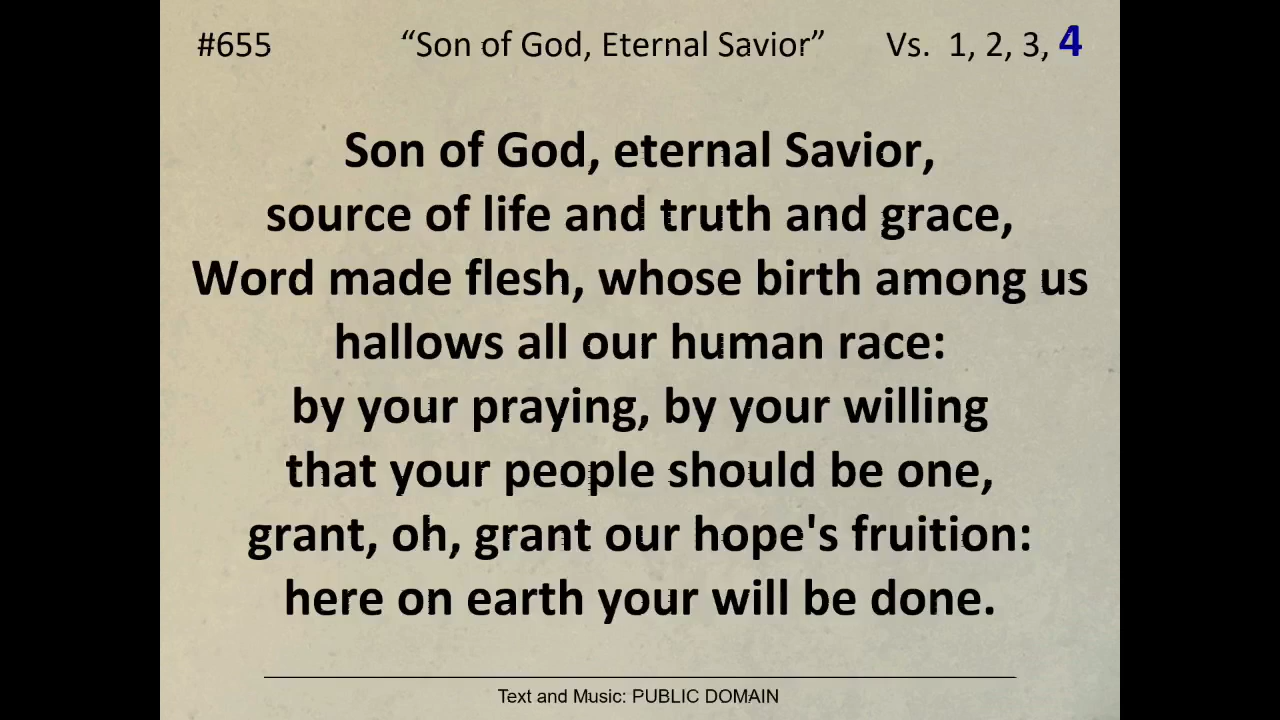 #655 “Son of God, Eternal Savior” Vs. 1, 2, 3, 4
Son of God, eternal Savior,
source of life and truth and grace,
Word made flesh, whose birth among us
hallows all our human race:
by your praying, by your willing
that your people should be one,
grant, oh, grant our hope's fruition:
here on earth your will be done.
Text and Music: PUBLIC DOMAIN